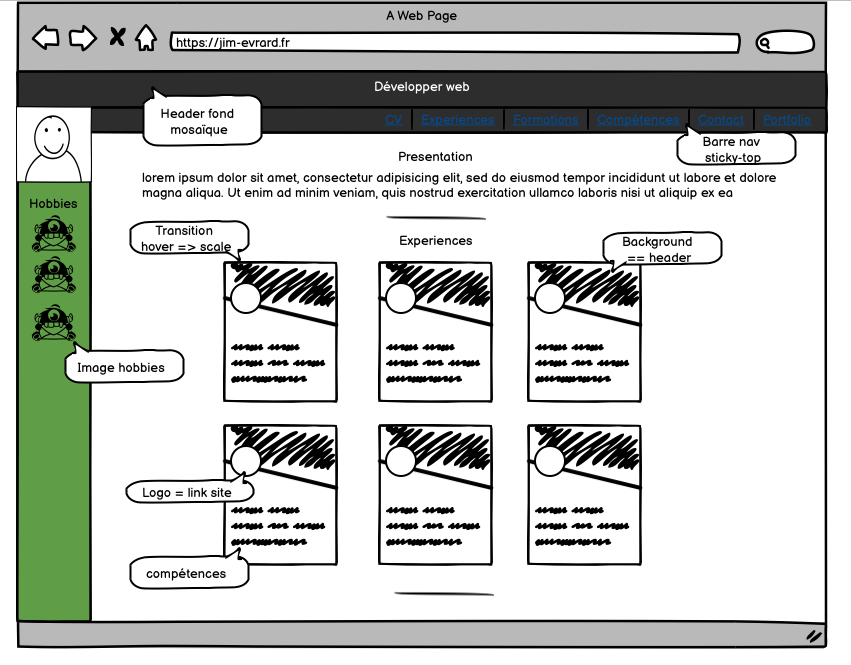 A Web Page
https://jim-evrard.fr
Développer web
Header fond
mosaïque
CV Experiences Formations Compétences Contact Portfolio
Barre nav
sticky-top
Presentation
lorem ipsum dolor sit amet, consectetur adipisicing elit, sed do eiusmod tempor incididunt ut labore et dolore
magna aliqua. Ut enim ad minim veniam, quis nostrud exercitation ullamco laboris nisi ut aliquip ex ea
Hobbies
Transition
hover => scale
Experiences
Background
== header
Image hobbies
Logo = link site
compétences